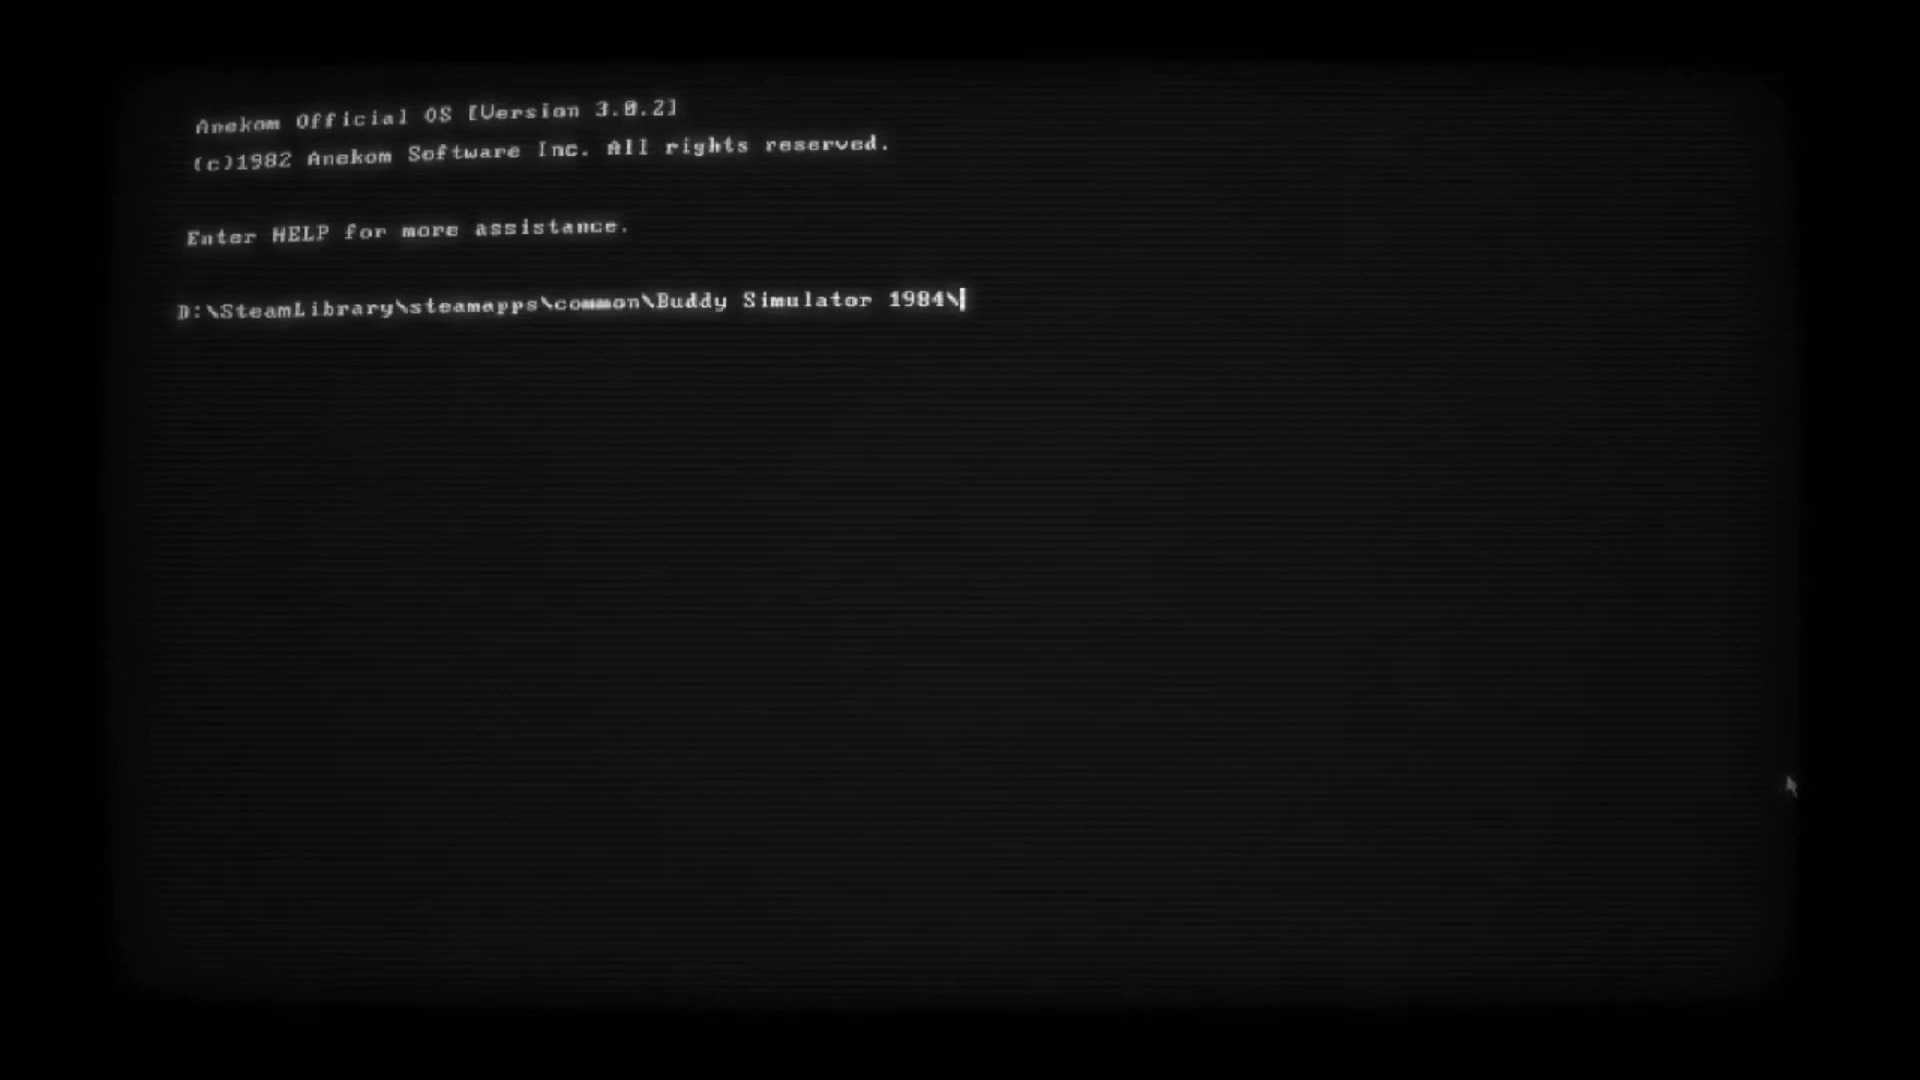 Anekom Official OS [Version 3.0.2]
(c)1982 Anekom Software Inc. All rights reserved.
Enter HELP for more assistance.
D:\SteamLibrary\steamapps\common\Buddy Simulator 1984\